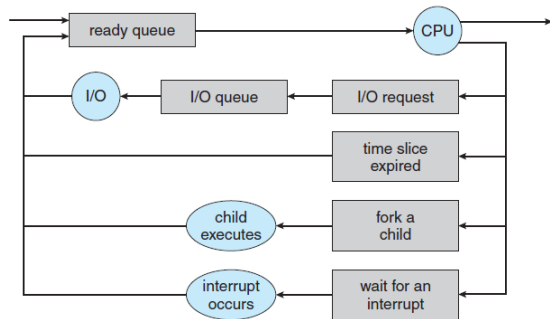 ready queue
CPU
I/O
I/O queue
I/O request
time slice
expired
child
executes
fork a
child
interrupt
occurs
wait for an
interrupt